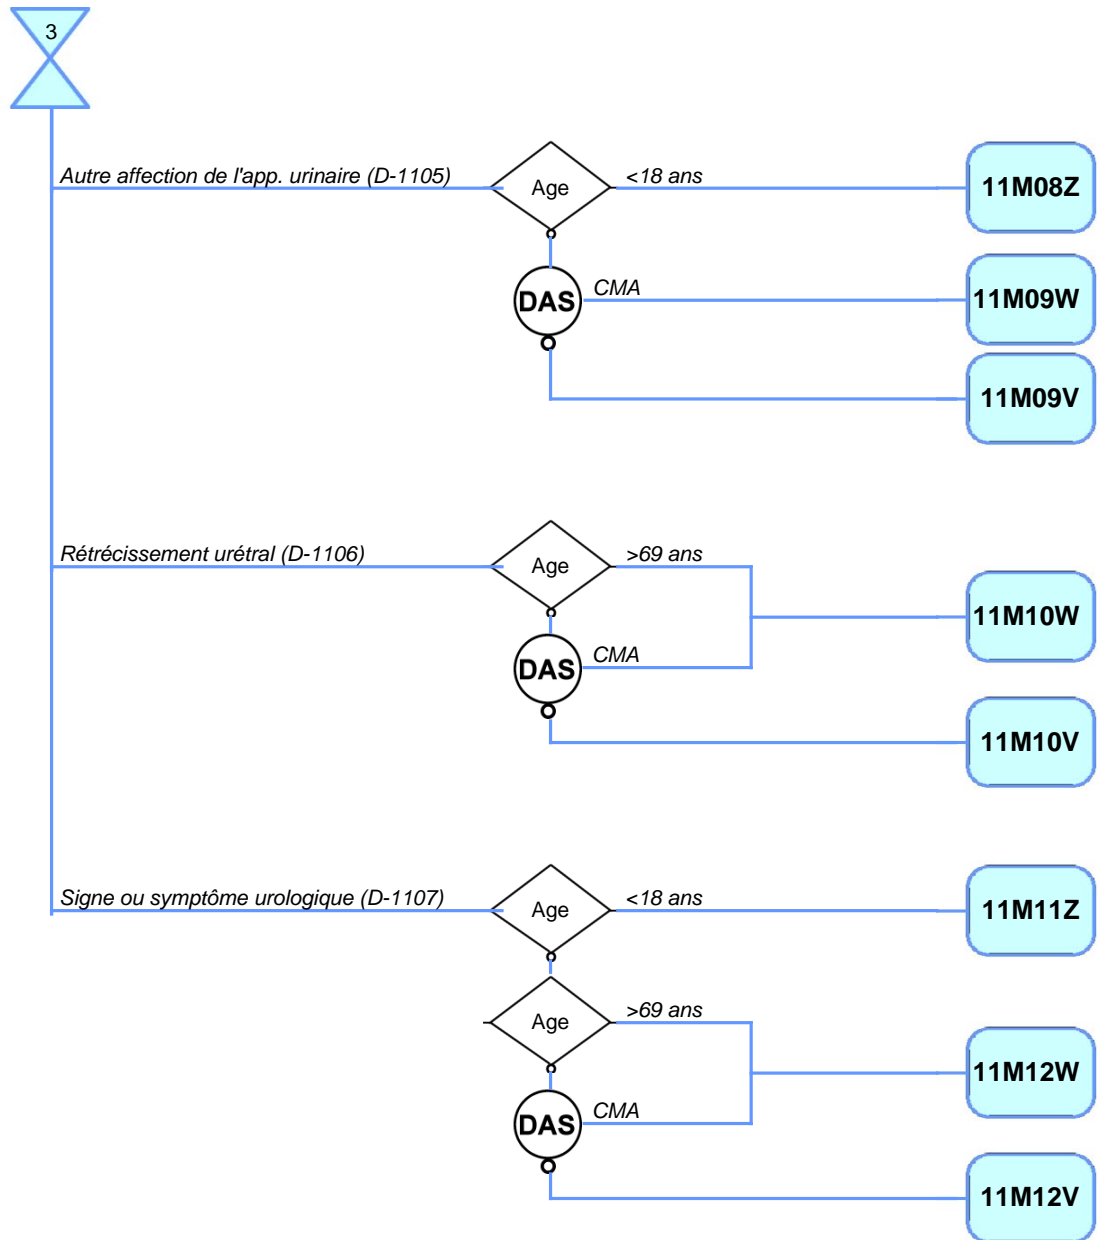 3
Autre affection de l'app. urinaire (D-1105)
Age
<18 ans
11M08Z
DAS
CMA
11M09W
11M09V
Rétrécissement urétral (D-1106)
Age
>69 ans
11M10W
DAS
CMA
11M10V
Signe ou symptôme urologique (D-1107)
Age
<18 ans
11M11Z
Age
>69 ans
11M12W
DAS
CMA
11M12V